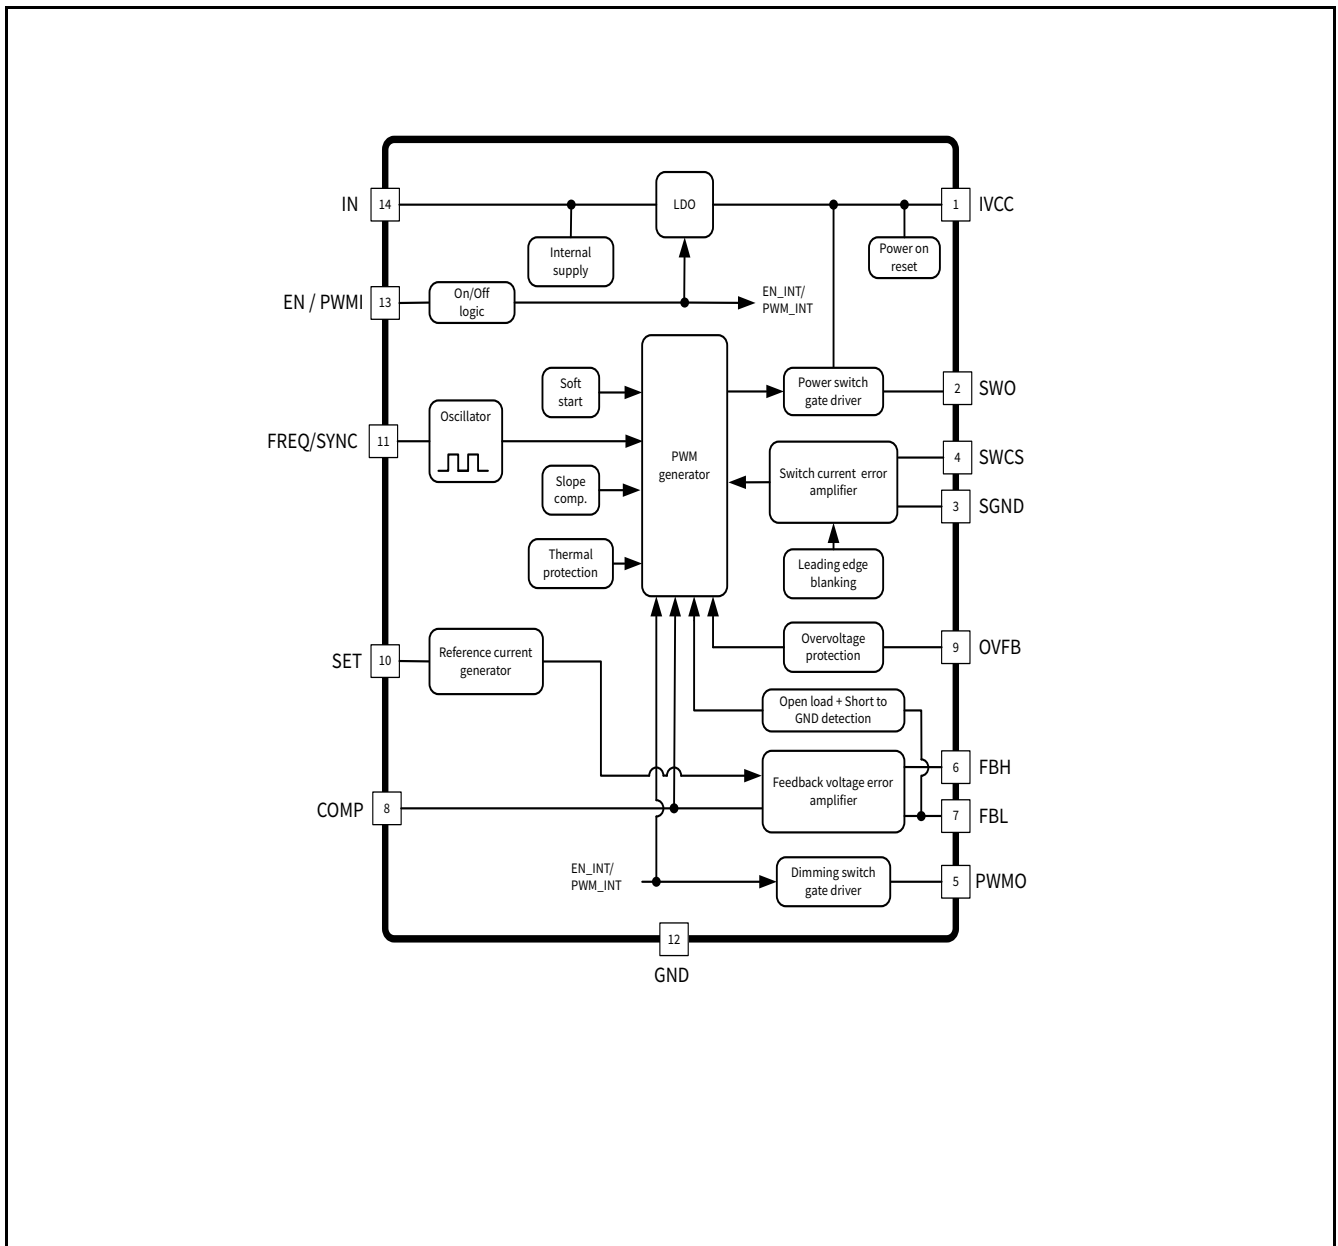 LDO
IN
14
1
IVCC
Internal
supply
Power on
reset
EN / PWMI
13
On/Off
logic
EN_INT/
PWM_INT
Soft
start
Power switch
gate driver
2
SWO
Oscillator
FREQ/SYNC
11
PWM
generator
Switch current error
amplifier
4
SWCS
3
SGND
Slope
comp.
Thermal
protection
Leading edge
blanking
SET
10
Reference current
generator
Overvoltage
protection
9
OVFB
Open load + Short to
GND detection
Feedback voltage error
amplifier
6
FBH
7
FBL
COMP
8
EN_INT/
PWM_INT
Dimming switch
gate driver
5
PWMO
12
GND